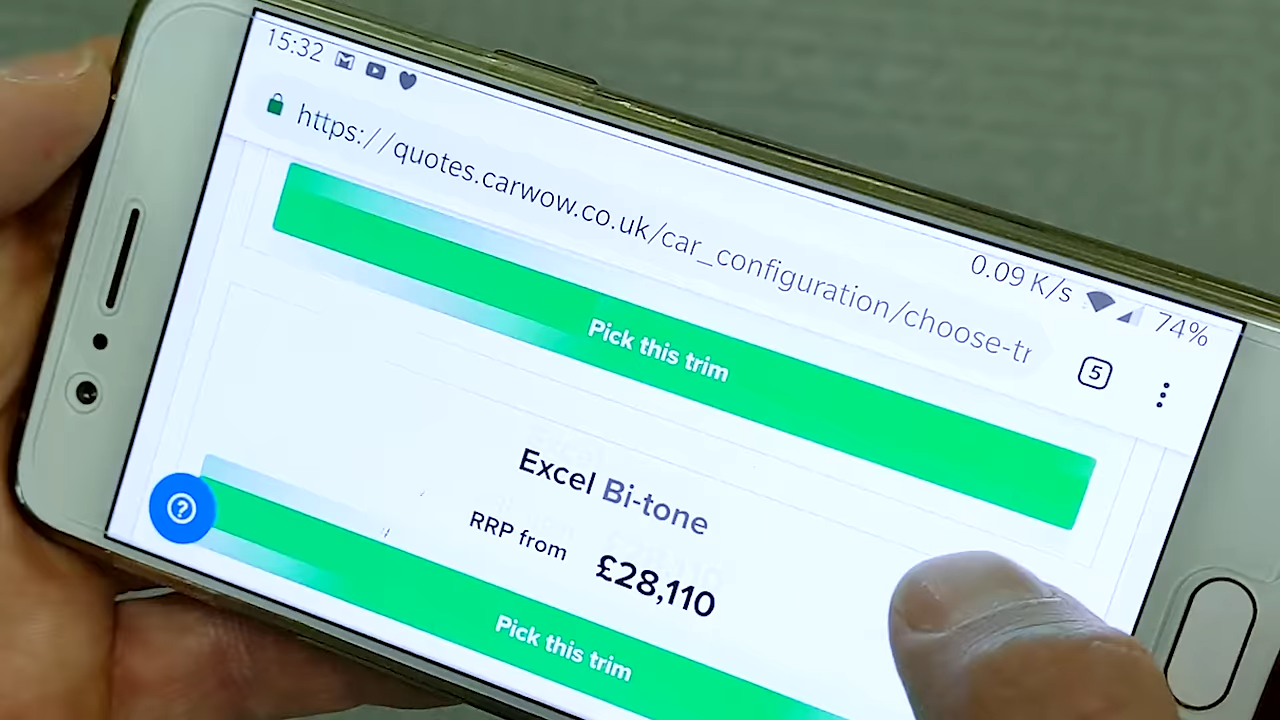 15:32
0.09 K/s
74%
https://quotes.carwow.co.uk/car_configuration/choose-tr
5
Pick this trim
Excel Bi-tone
RRP from £28,110
?
Pick this trim